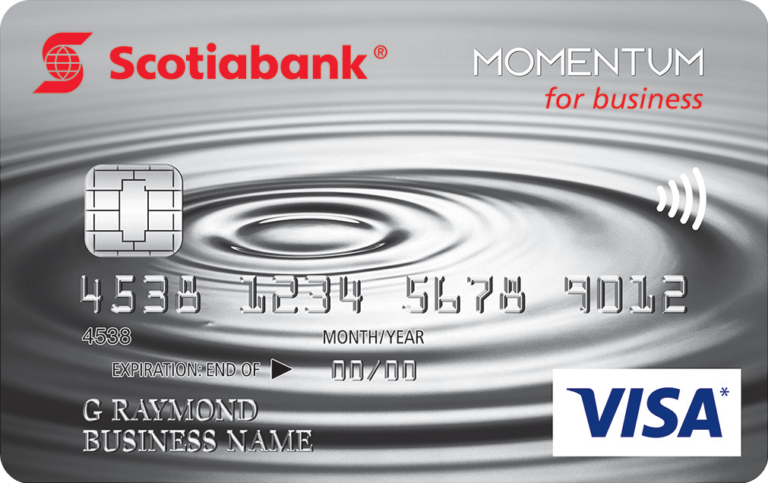 Scotiabank®
MOMENTUM
for business
4538 1234 5678 9012
4538
MONTH/YEAR
EXPIRATION: END OF
00/00
G RAYMOND
BUSINESS NAME
VISA*